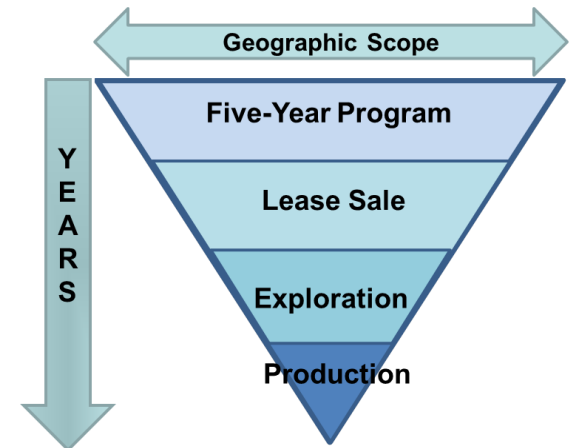 Geographic Scope
Five-Year Program
YEARS
Lease Sale
Exploration
Production